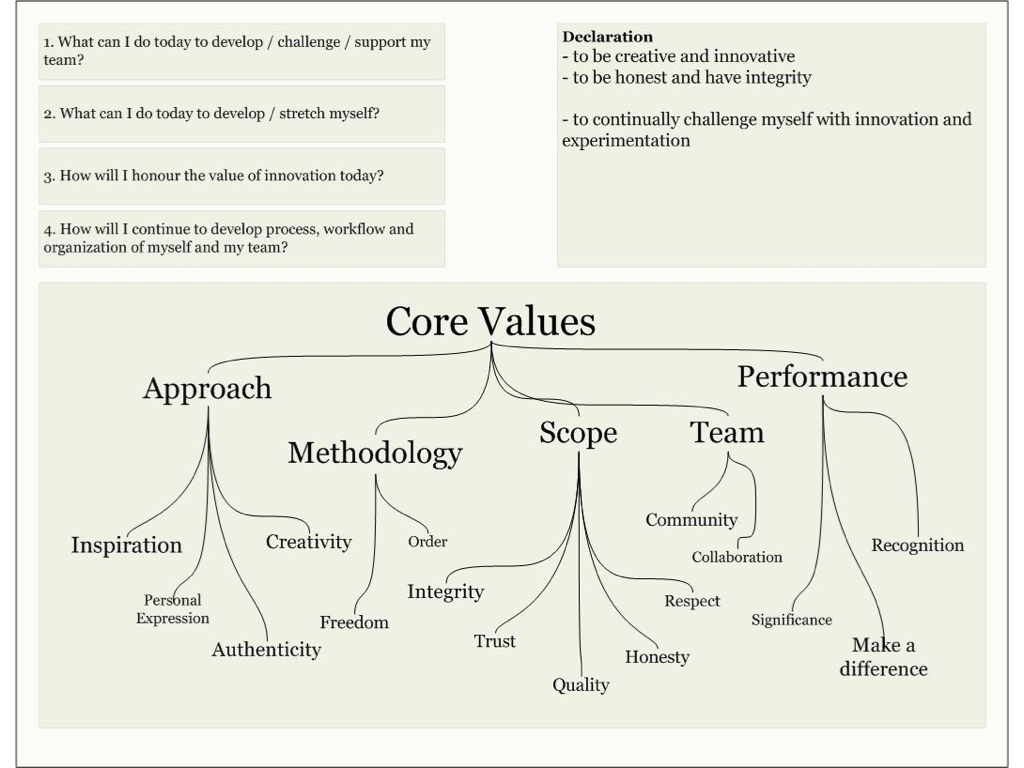 1. What can I do today to develop / challenge / support my
team?
2. What can I do today to develop / stretch myself?
3. How will I honour the value of innovation today?
4. How will I continue to develop process, workflow and
organization of myself and my team?
Declaration
- to be creative and innovative
- to be honest and have integrity
- to continually challenge myself with innovation and
experimentation
Core Values
Approach
Methodology
Scope
Team
Performance
Inspiration
Personal
Expression
Authenticity
Creativity
Freedom
Order
Integrity
Trust
Quality
Honesty
Respect
Community
Collaboration
Significance
Make a
difference
Recognition